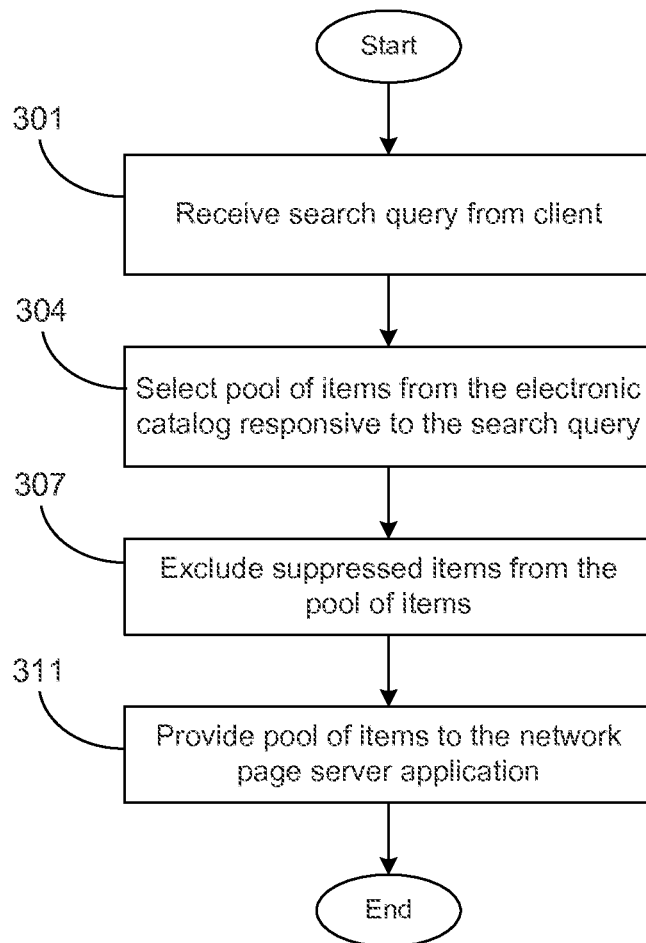 Start
301
Receive search query from client
304
Select pool of items from the electronic
catalog responsive to the search query
307
Exclude suppressed items from the
pool of items
311
Provide pool of items to the network
page server application
End